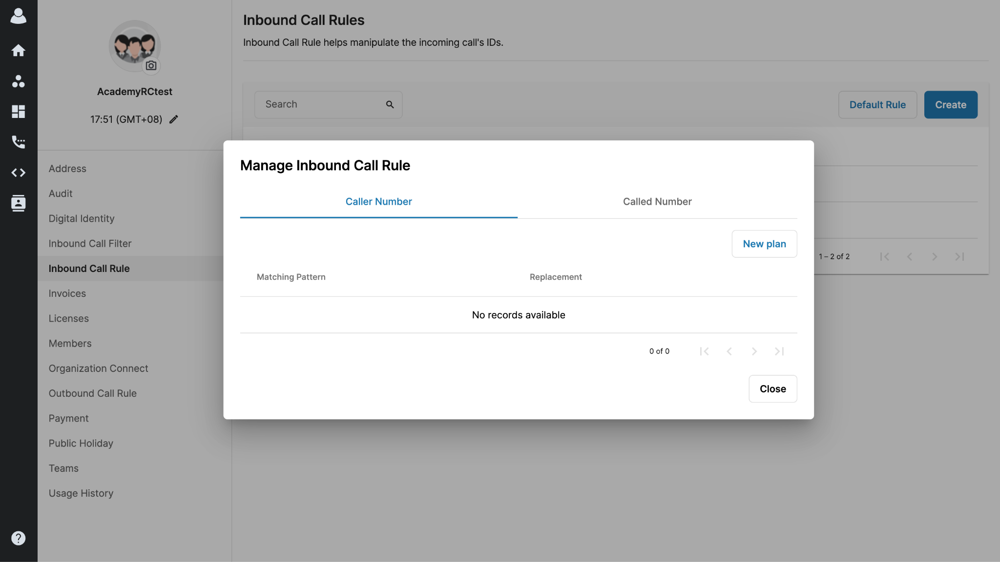 AcademyRCtest
17:51 (GMT+08)
Address
Audit
Digital Identity
Inbound Call Filter
Inbound Call Rule
Invoices
Licenses
Members
Organization Connect
Outbound Call Rule
Payment
Public Holiday
Teams
Usage History
?
Inbound Call Rules
Inbound Call Rule helps manipulate the incoming call's IDs.
Search
Default Rule
Create
1 – 2 of 2
Manage Inbound Call Rule
Caller Number
Called Number
New plan
Matching Pattern
Replacement
No records available
0 of 0
Close